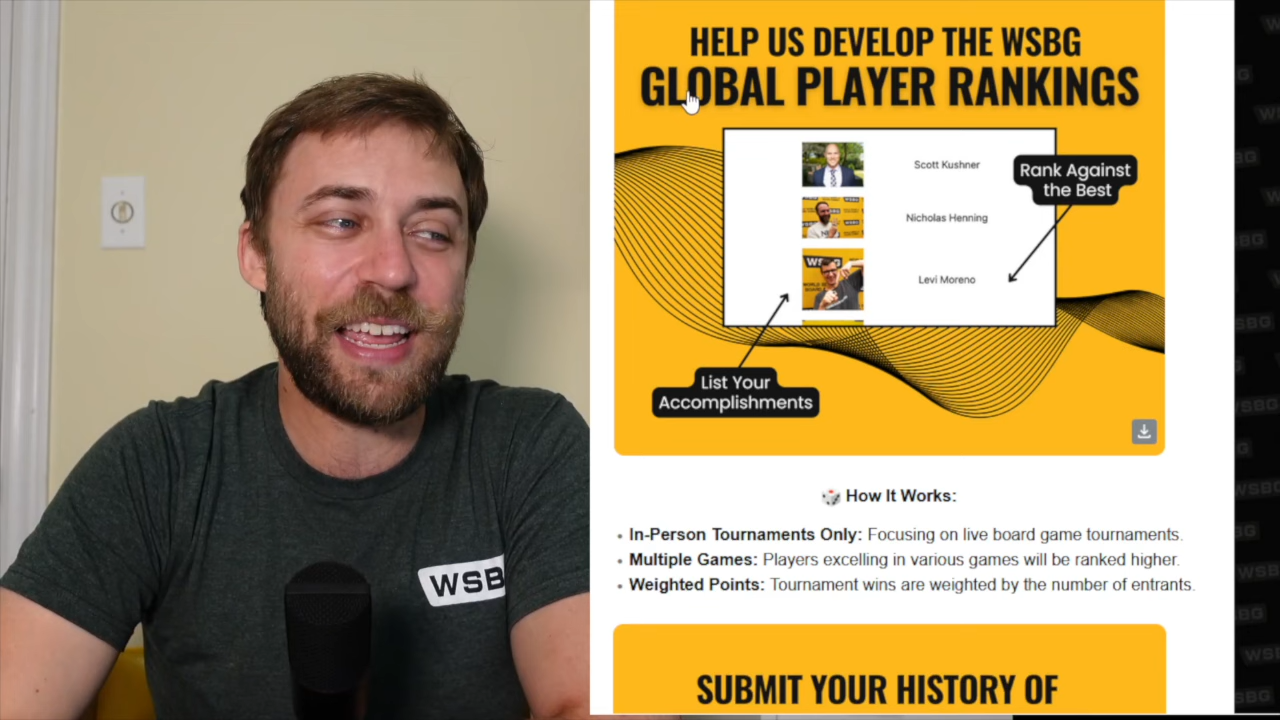 HELP US DEVELOP THE WSBG
GLOBAL PLAYER RANKINGS
Scott Kushner
Rank Against
the Best
Nicholas Henning
Levi Moreno
List Your
Accomplishments
How It Works:
In-Person Tournaments Only: Focusing on live board game tournaments.
Multiple Games: Players excelling in various games will be ranked higher.
Weighted Points: Tournament wins are weighted by the number of entrants.
SUBMIT YOUR HISTORY OF
WSB